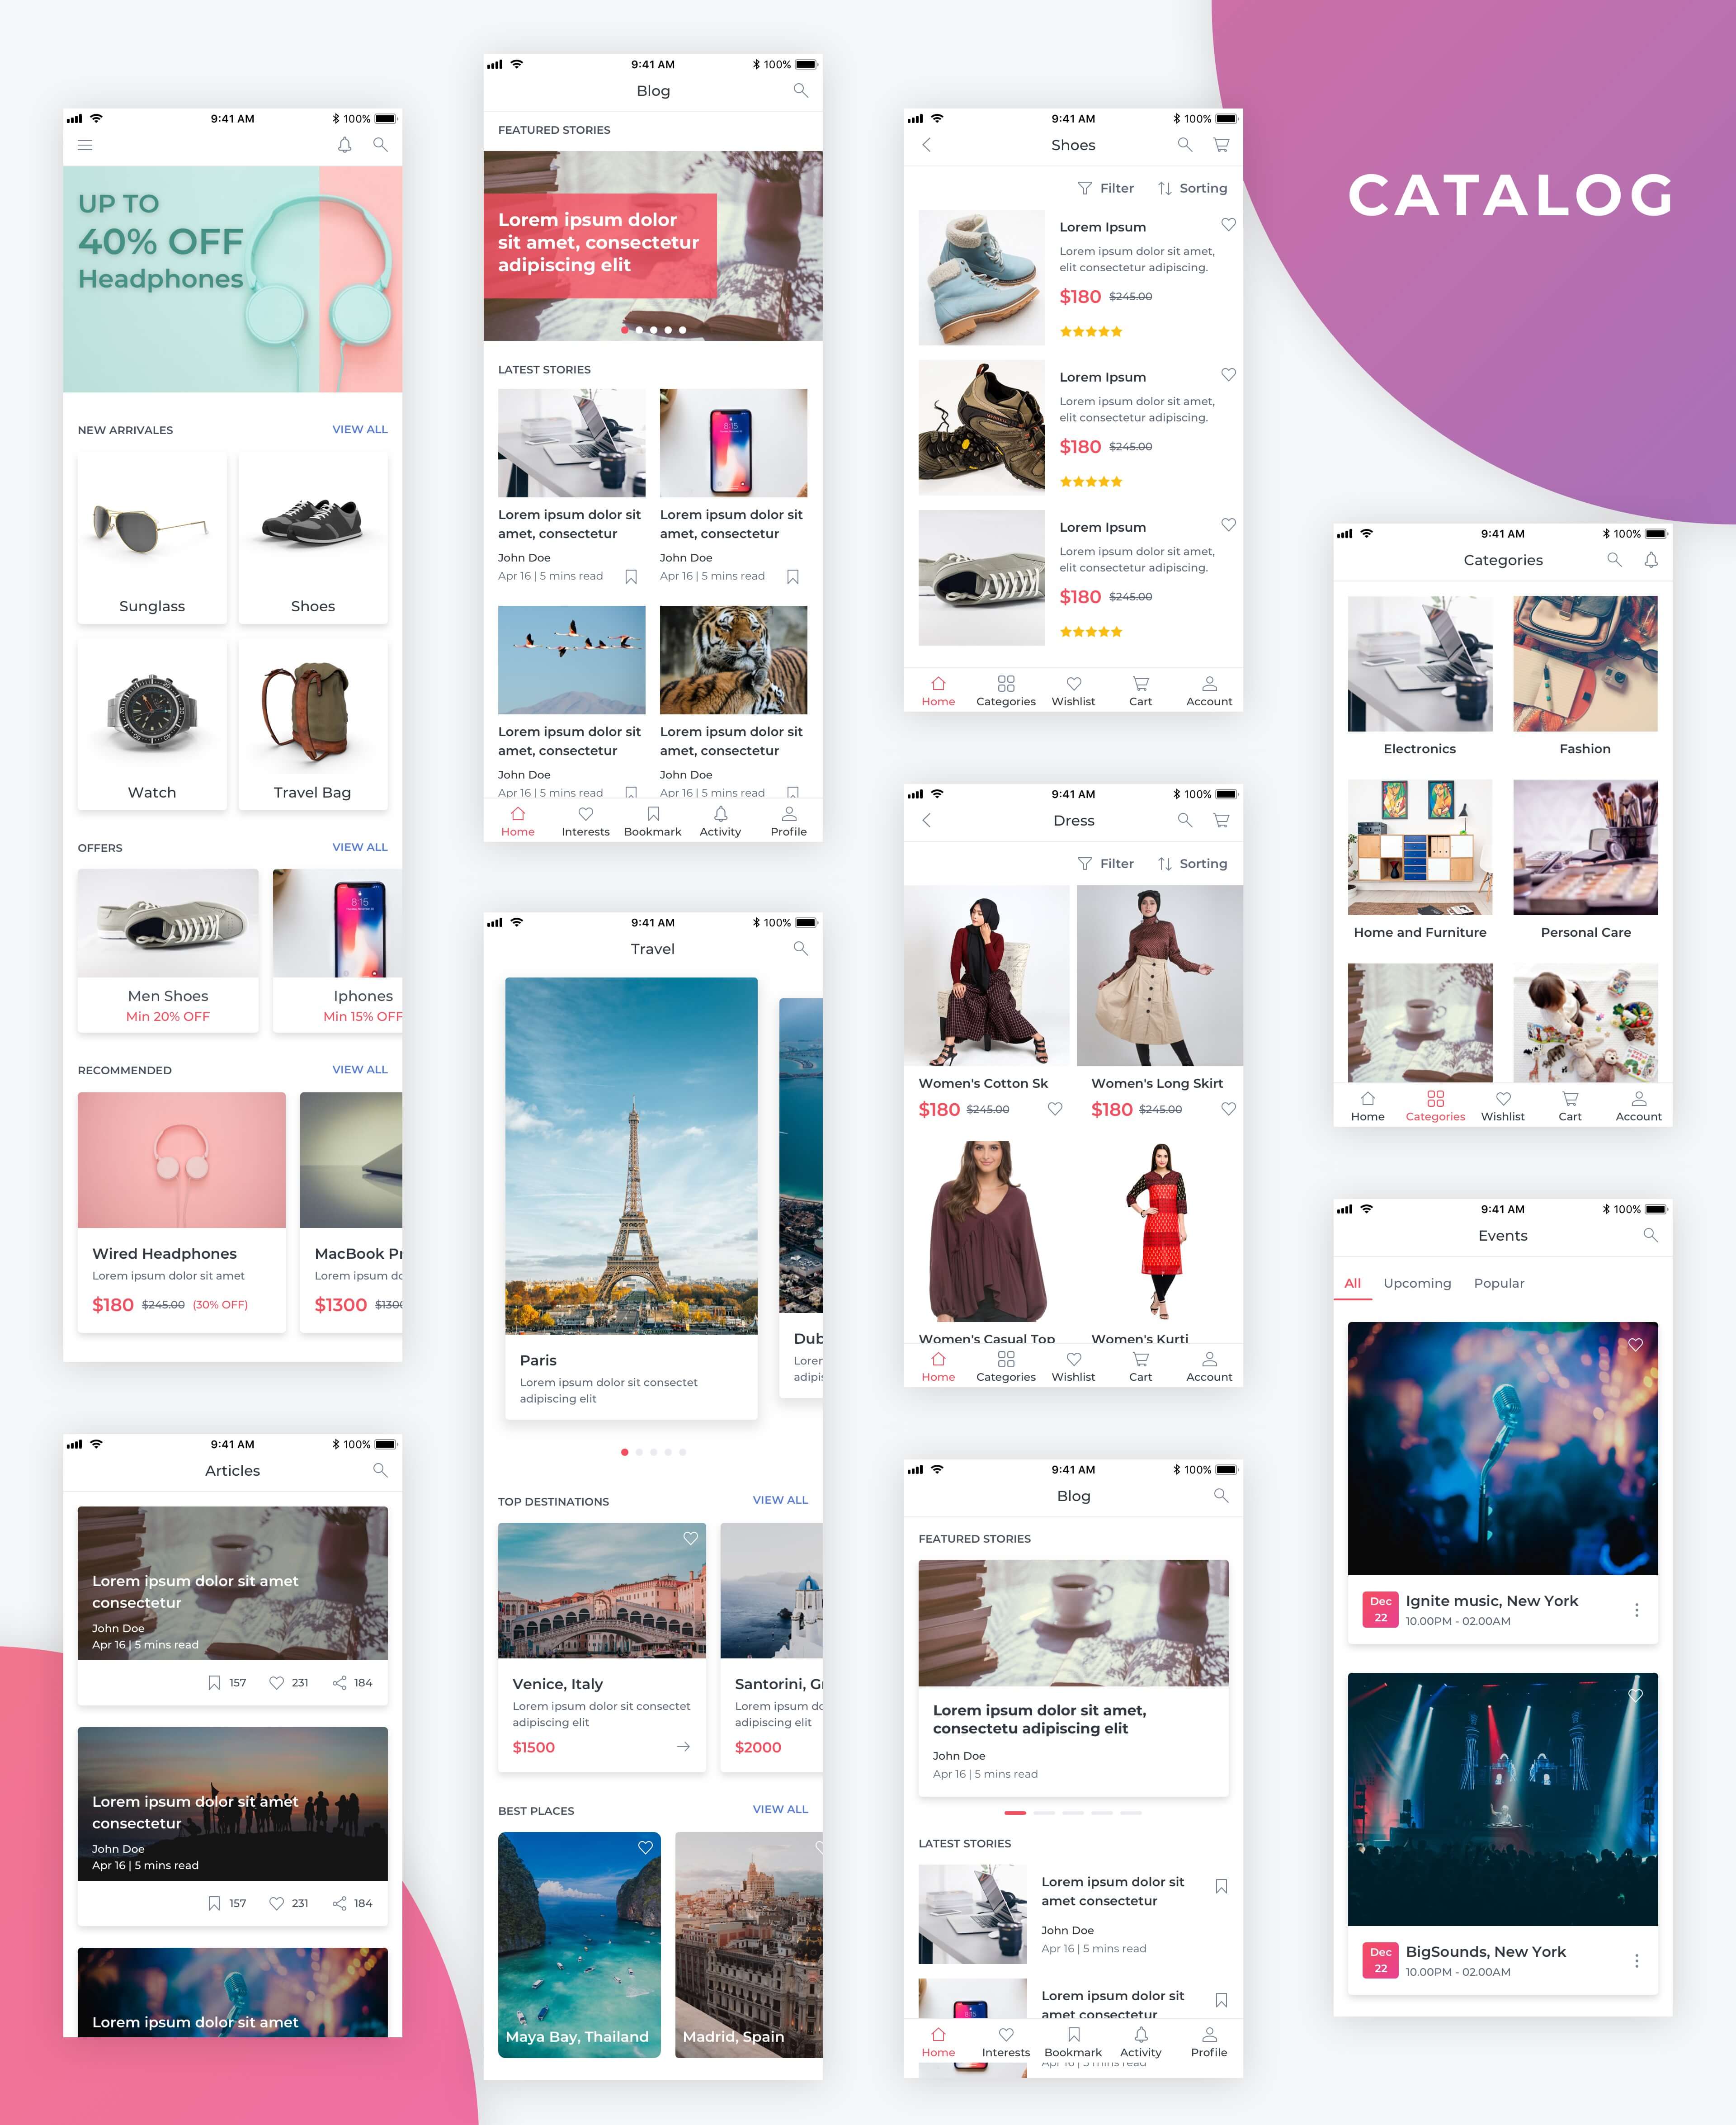 CATALOG
9:41 AM
100%
UP TO
40% OFF
Headphones
NEW ARRIVALES
VIEW ALL
Sunglass
Shoes
Watch
Travel Bag
OFFERS
VIEW ALL
Men Shoes
Iphones
Min 20% OFF
Min 15% OFF
RECOMMENDED
VIEW ALL
Wired Headphones
MacBook Pr
Lorem ipsum dolor sit amet
Lorem ipsum do
$180 $245.00 (30% OFF)
$1300 $1300
9:41 AM
100%
Articles
Lorem ipsum dolor sit amet
consectetur
John Doe
Apr 16 | 5 mins read
157
231
184
Lorem ipsum dolor sit amet
consectetur
John Doe
Apr 16 | 5 mins read
157
231
184
Lorem ipsum dolor sit amet
9:41 AM
100%
Blog
FEATURED STORIES
Lorem ipsum dolor
sit amet, consectetur
adipiscing elit
LATEST STORIES
8:15
Lorem ipsum dolor sit
amet, consectetur
John Doe
Apr 16 | 5 mins read
Lorem ipsum dolor sit
amet, consectetur
John Doe
Apr 16 | 5 mins read
Lorem ipsum dolor sit
amet, consectetur
John Doe
Apr 16 | 5 mins read
Lorem ipsum dolor sit
amet, consectetur
John Doe
Apr 16 | 5 mins read
Home
Interests
Bookmark
Activity
Profile
9:41 AM
100%
Travel
Paris
Lorem ipsum dolor sit consectet
adipiscing elit
Dub
Lorer
adipis
TOP DESTINATIONS
VIEW ALL
Venice, Italy
Lorem ipsum dolor sit consectet
adipiscing elit
$1500
Santorini, G
Lorem ipsum do
adipiscing elit
$2000
BEST PLACES
VIEW ALL
Maya Bay, Thailand
Madrid, Spain
9:41 AM
100%
Shoes
Filter
Sorting
Lorem Ipsum
Lorem ipsum dolor sit amet,
elit consectetur adipiscing.
$180 $245.00
Lorem Ipsum
Lorem ipsum dolor sit amet,
elit consectetur adipiscing.
$180 $245.00
Lorem Ipsum
Lorem ipsum dolor sit amet,
elit consectetur adipiscing.
$180 $245.00
Home
Categories
Wishlist
Cart
Account
9:41 AM
100%
Dress
Filter
Sorting
Women's Cotton Sk
$180 $245.00
Women's Long Skirt
$180 $245.00
Women's Casual Top
Women's Kurti
Home
Categories
Wishlist
Cart
Account
9:41 AM
100%
Blog
FEATURED STORIES
Lorem ipsum dolor sit amet,
consectetu adipiscing elit
John Doe
Apr 16 | 5 mins read
LATEST STORIES
Lorem ipsum dolor sit
amet consectetur
John Doe
Apr 16 | 5 mins read
Lorem ipsum dolor sit
amet consectetur
Home
Interests
Bookmark
Activity
Profile
Apr 16 | 5 mins read
9:41 AM
100%
Categories
Electronics
Fashion
Home and Furniture
Personal Care
Home
Categories
Wishlist
Cart
Account
9:41 AM
100%
Events
All
Upcoming
Popular
Dec
22
Ignite music, New York
10.00PM - 02.00AM
Dec
22
BigSounds, New York
10.00PM - 02.00AM